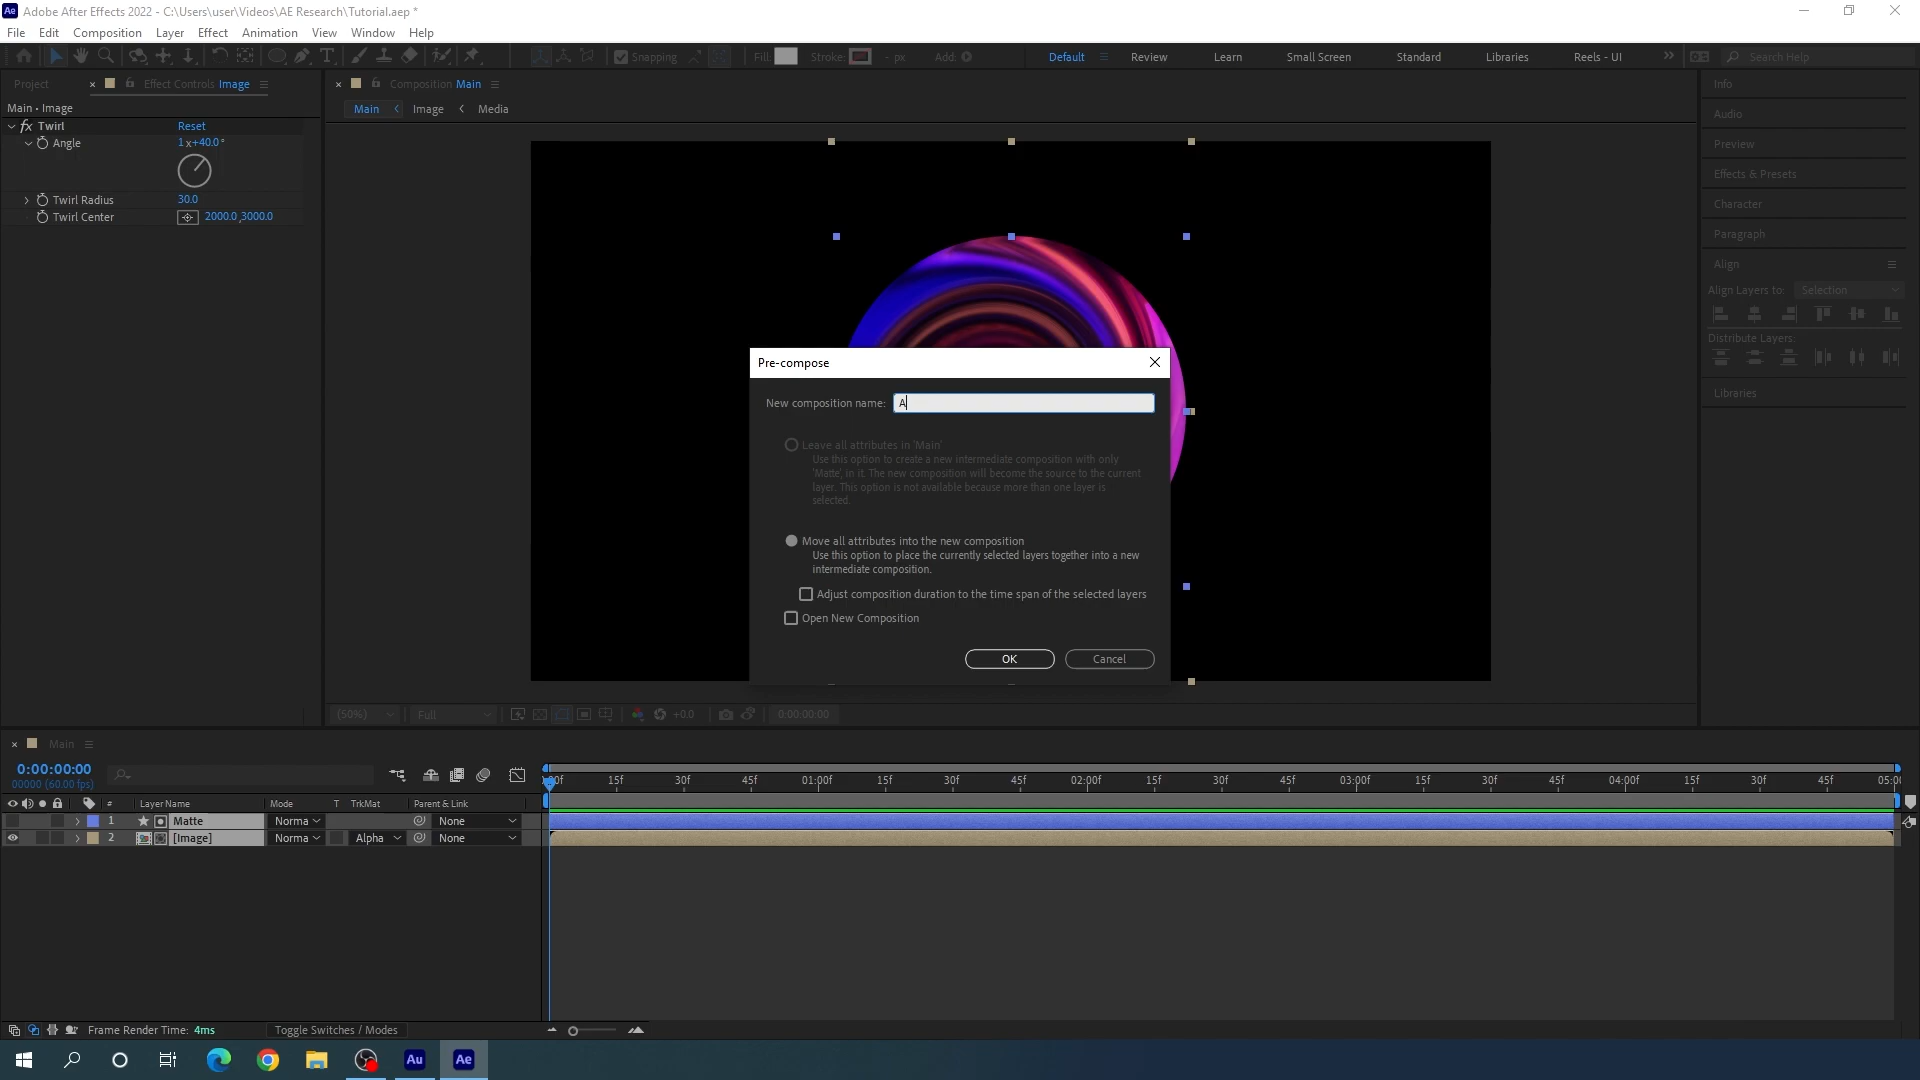 Ae Adobe After Effects 2022 - C:\Users\user\Videos\AE Research\Tutorial.aep *
File Edit Composition Layer Effect Animation View Window Help
Snapping Fill: Stroke: - px Add: Default Review Learn Small Screen Standard Libraries Reels - UI Search Help
Project × Effect Controls Image
Main • Image
fx Twirl Reset
Angle 1x+40.0°
Twirl Radius 30.0
Twirl Center 2000.0,3000.0
× Composition Main
Main Image Media
Info
Audio
Preview
Effects & Presets
Character
Paragraph
Align
Align Layers to: Selection
Distribute Layers:
Libraries
Pre-compose
New composition name: A
Leave all attributes in 'Main'
Use this option to create a new intermediate composition with only
'Matte', in it. The new composition will become the source to the current
layer. This option is not available because more than one layer is
selected.
Move all attributes into the new composition
Use this option to place the currently selected layers together into a new
intermediate composition.
Adjust composition duration to the time span of the selected layers
Open New Composition
OK Cancel
(50%) Full +0.0 0:00:00:00
× Main
0:00:00:00
00000 (60.00 fps)
15f 30f 45f 01:00f 15f 30f 45f 02:00f 15f 30f 45f 03:00f 15f 30f 45f 04:00f 15f 30f 45f
# Layer Name Mode T TrkMat Parent & Link
1 Matte Norma None
2 [Image] Norma Alpha None
Frame Render Time: 4ms Toggle Switches / Modes
Au Ae